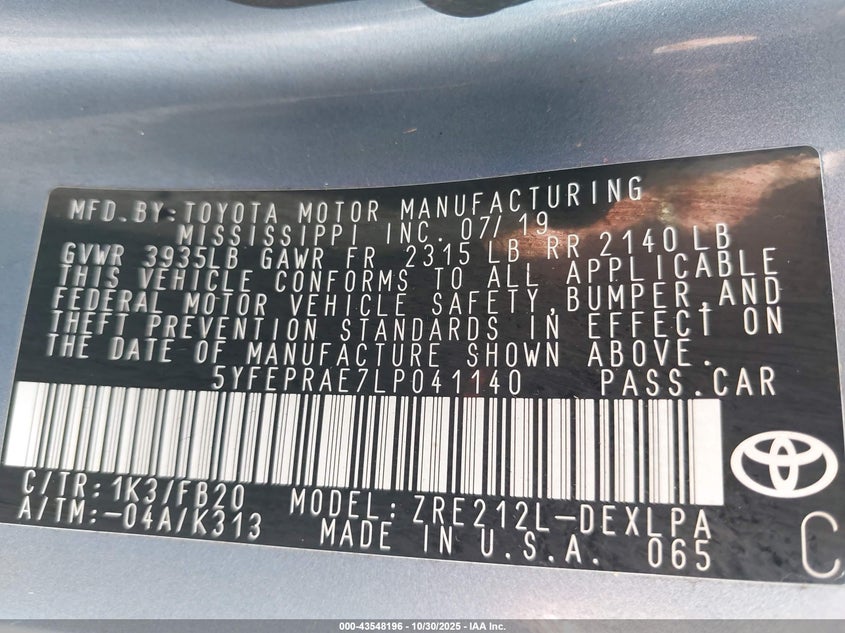 MFD.BY:TOYOTA MOTOR MANUFACTURING
MISSISSIPPI INC. 07/19
GVWR 3935LB GAWR FR 2315 LB RR 2140 LB
THIS VEHICLE CONFORMS TO ALL APPLICABLE
FEDERAL MOTOR VEHICLE SAFETY,BUMPER,AND
THEFT PREVENTION STANDARDS IN EFFECT ON
THE DATE OF MANUFACTURE SHOWN ABOVE.
5YFEPRAE7LP041140 PASS.CAR
C/TR:1K3/FB20 MODEL:ZRE212L-DEXLPA
A/TM:-04A/K313 MADE IN U.S.A. 065 C
000-43548196 - 10/30/2025 - IAA Inc.